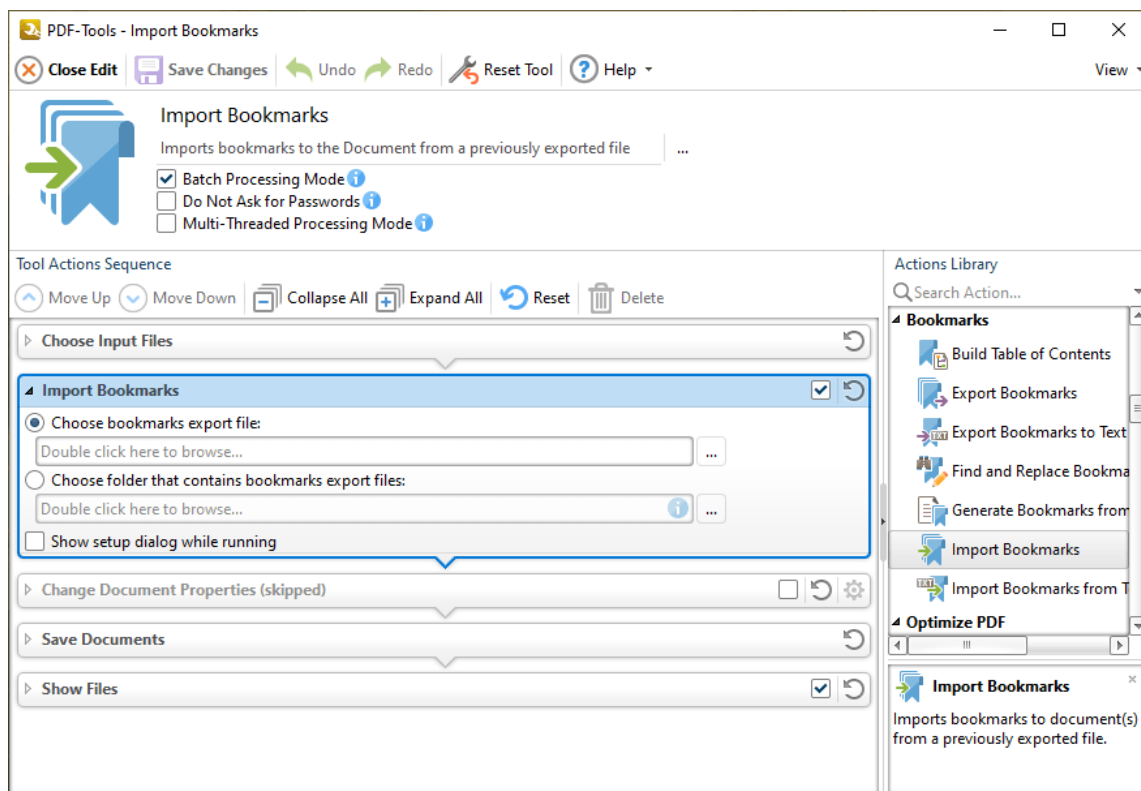 PDF-Tools - Import Bookmarks
Close Edit Save Changes Undo Redo Reset Tool Help View
Import Bookmarks
Imports bookmarks to the Document from a previously exported file ...
Batch Processing Mode
Do Not Ask for Passwords
Multi-Threaded Processing Mode
Tool Actions Sequence
Move Up Move Down Collapse All Expand All Reset Delete
Choose Input Files
Import Bookmarks
Choose bookmarks export file:
Double click here to browse... ...
Choose folder that contains bookmarks export files:
Double click here to browse... ...
Show setup dialog while running
Change Document Properties (skipped)
Save Documents
Show Files
Actions Library
Search Action...
Bookmarks
Build Table of Contents
Export Bookmarks
TXT Export Bookmarks to Text
Find and Replace Bookma
Generate Bookmarks from
Import Bookmarks
TXT Import Bookmarks from T
Optimize PDF
Import Bookmarks
Imports bookmarks to document(s)
from a previously exported file.